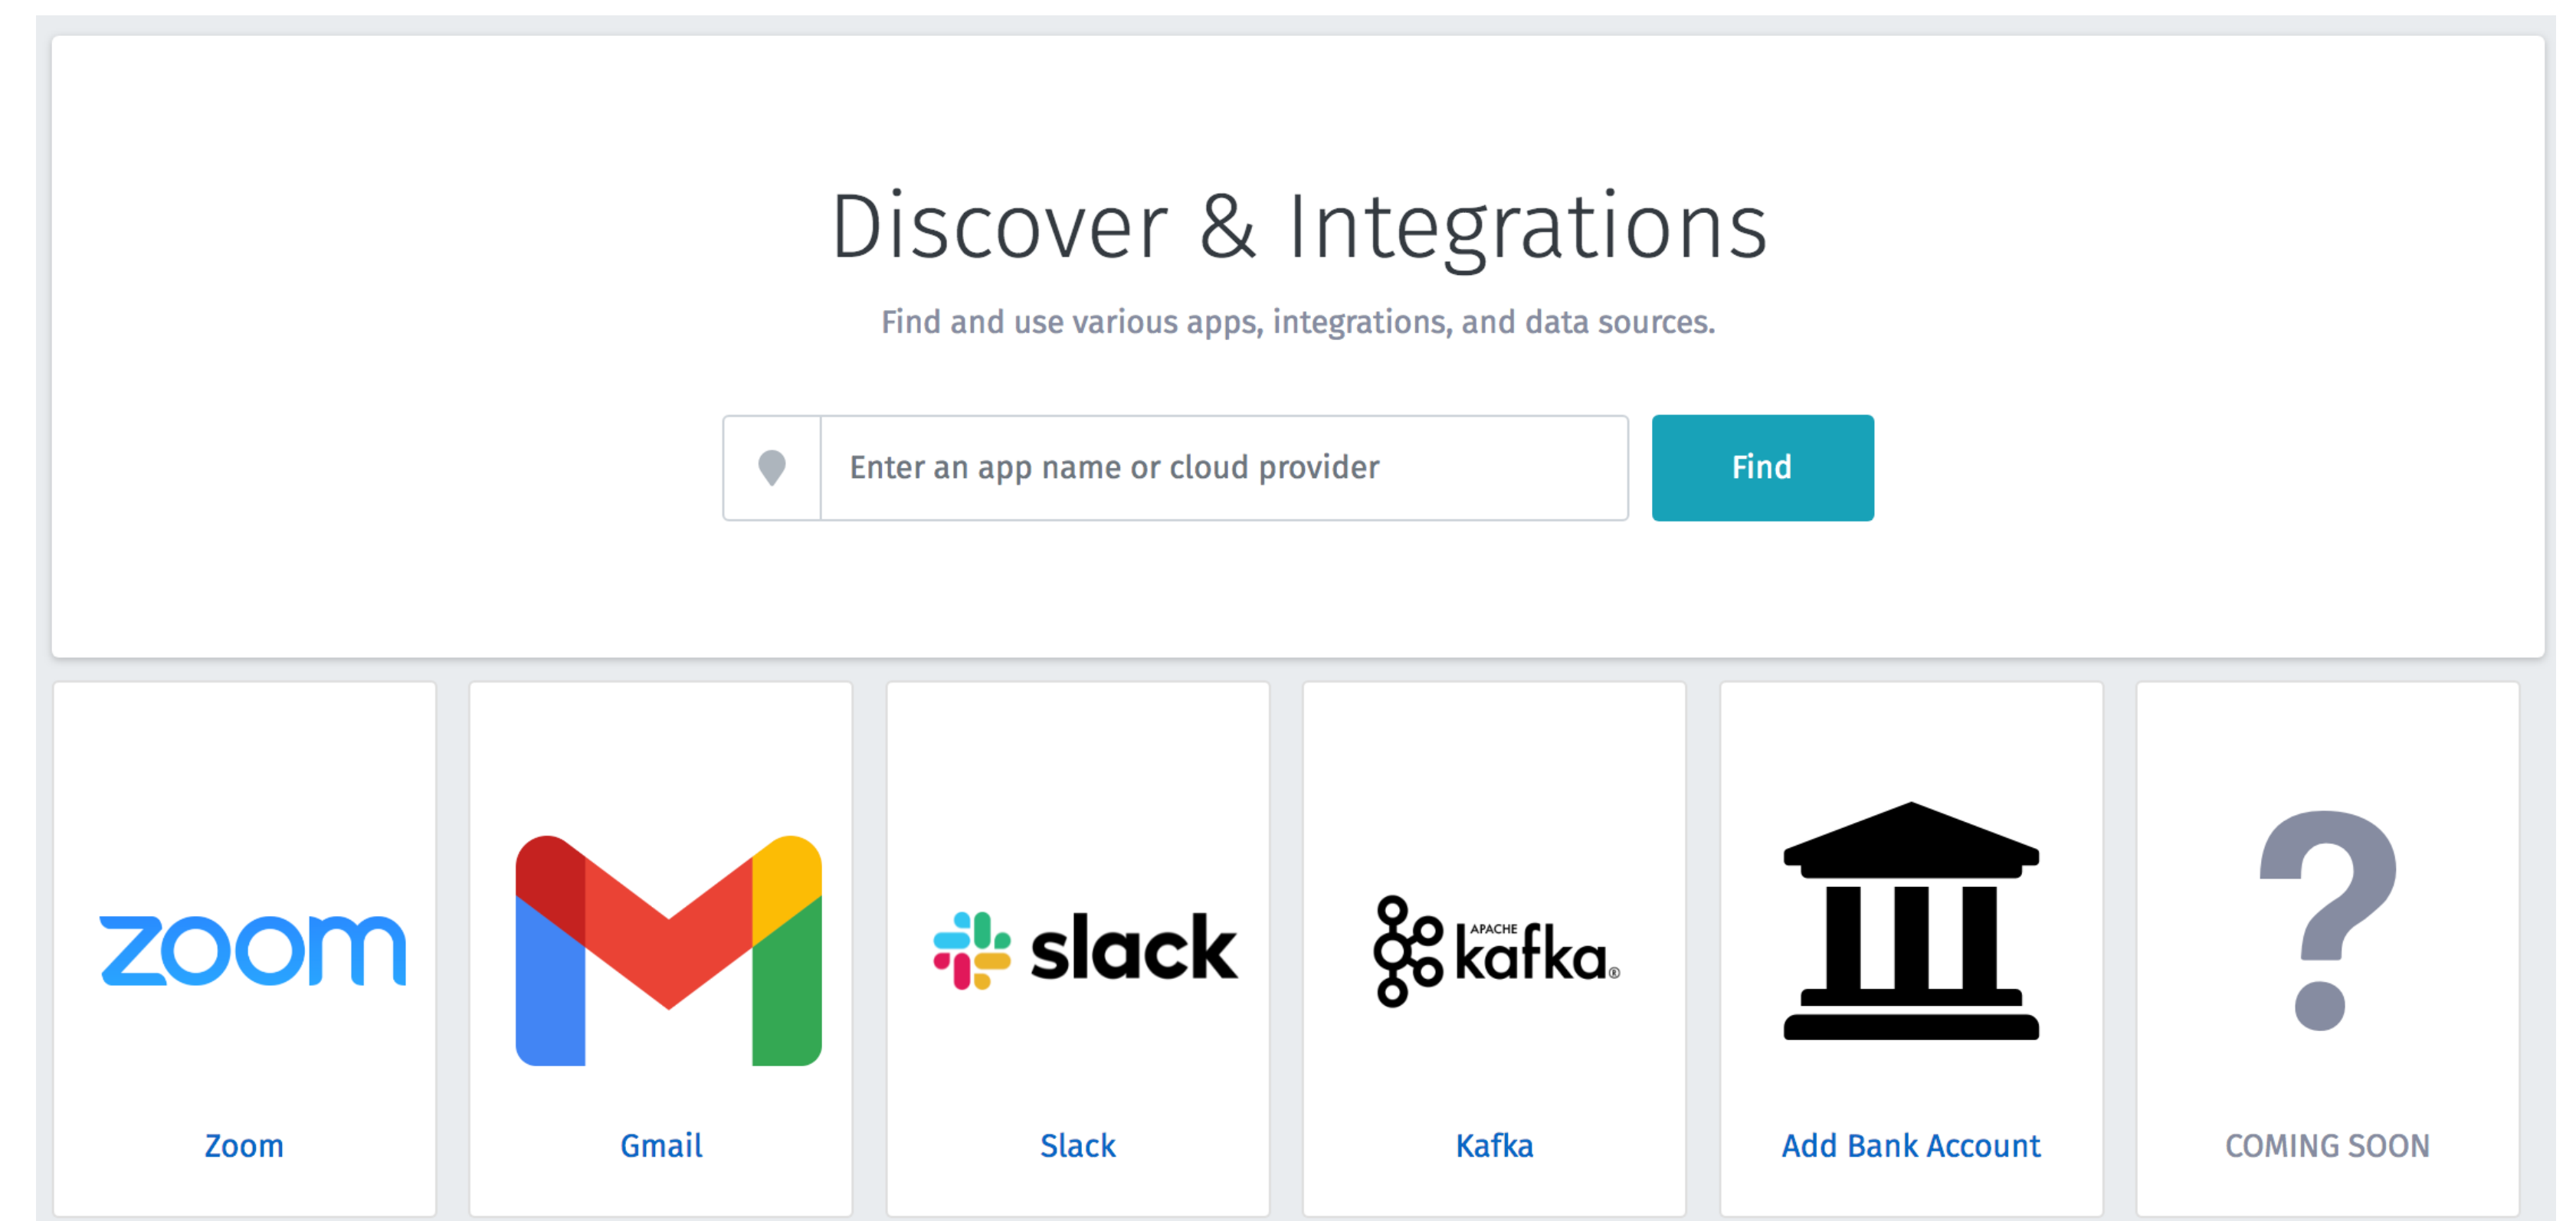 Discover & Integrations
Find and use various apps, integrations, and data sources.
Enter an app name or cloud provider
Find
zoom
slack
APACHE
kafka®
?
Zoom
Gmail
Slack
Kafka
Add Bank Account
COMING SOON